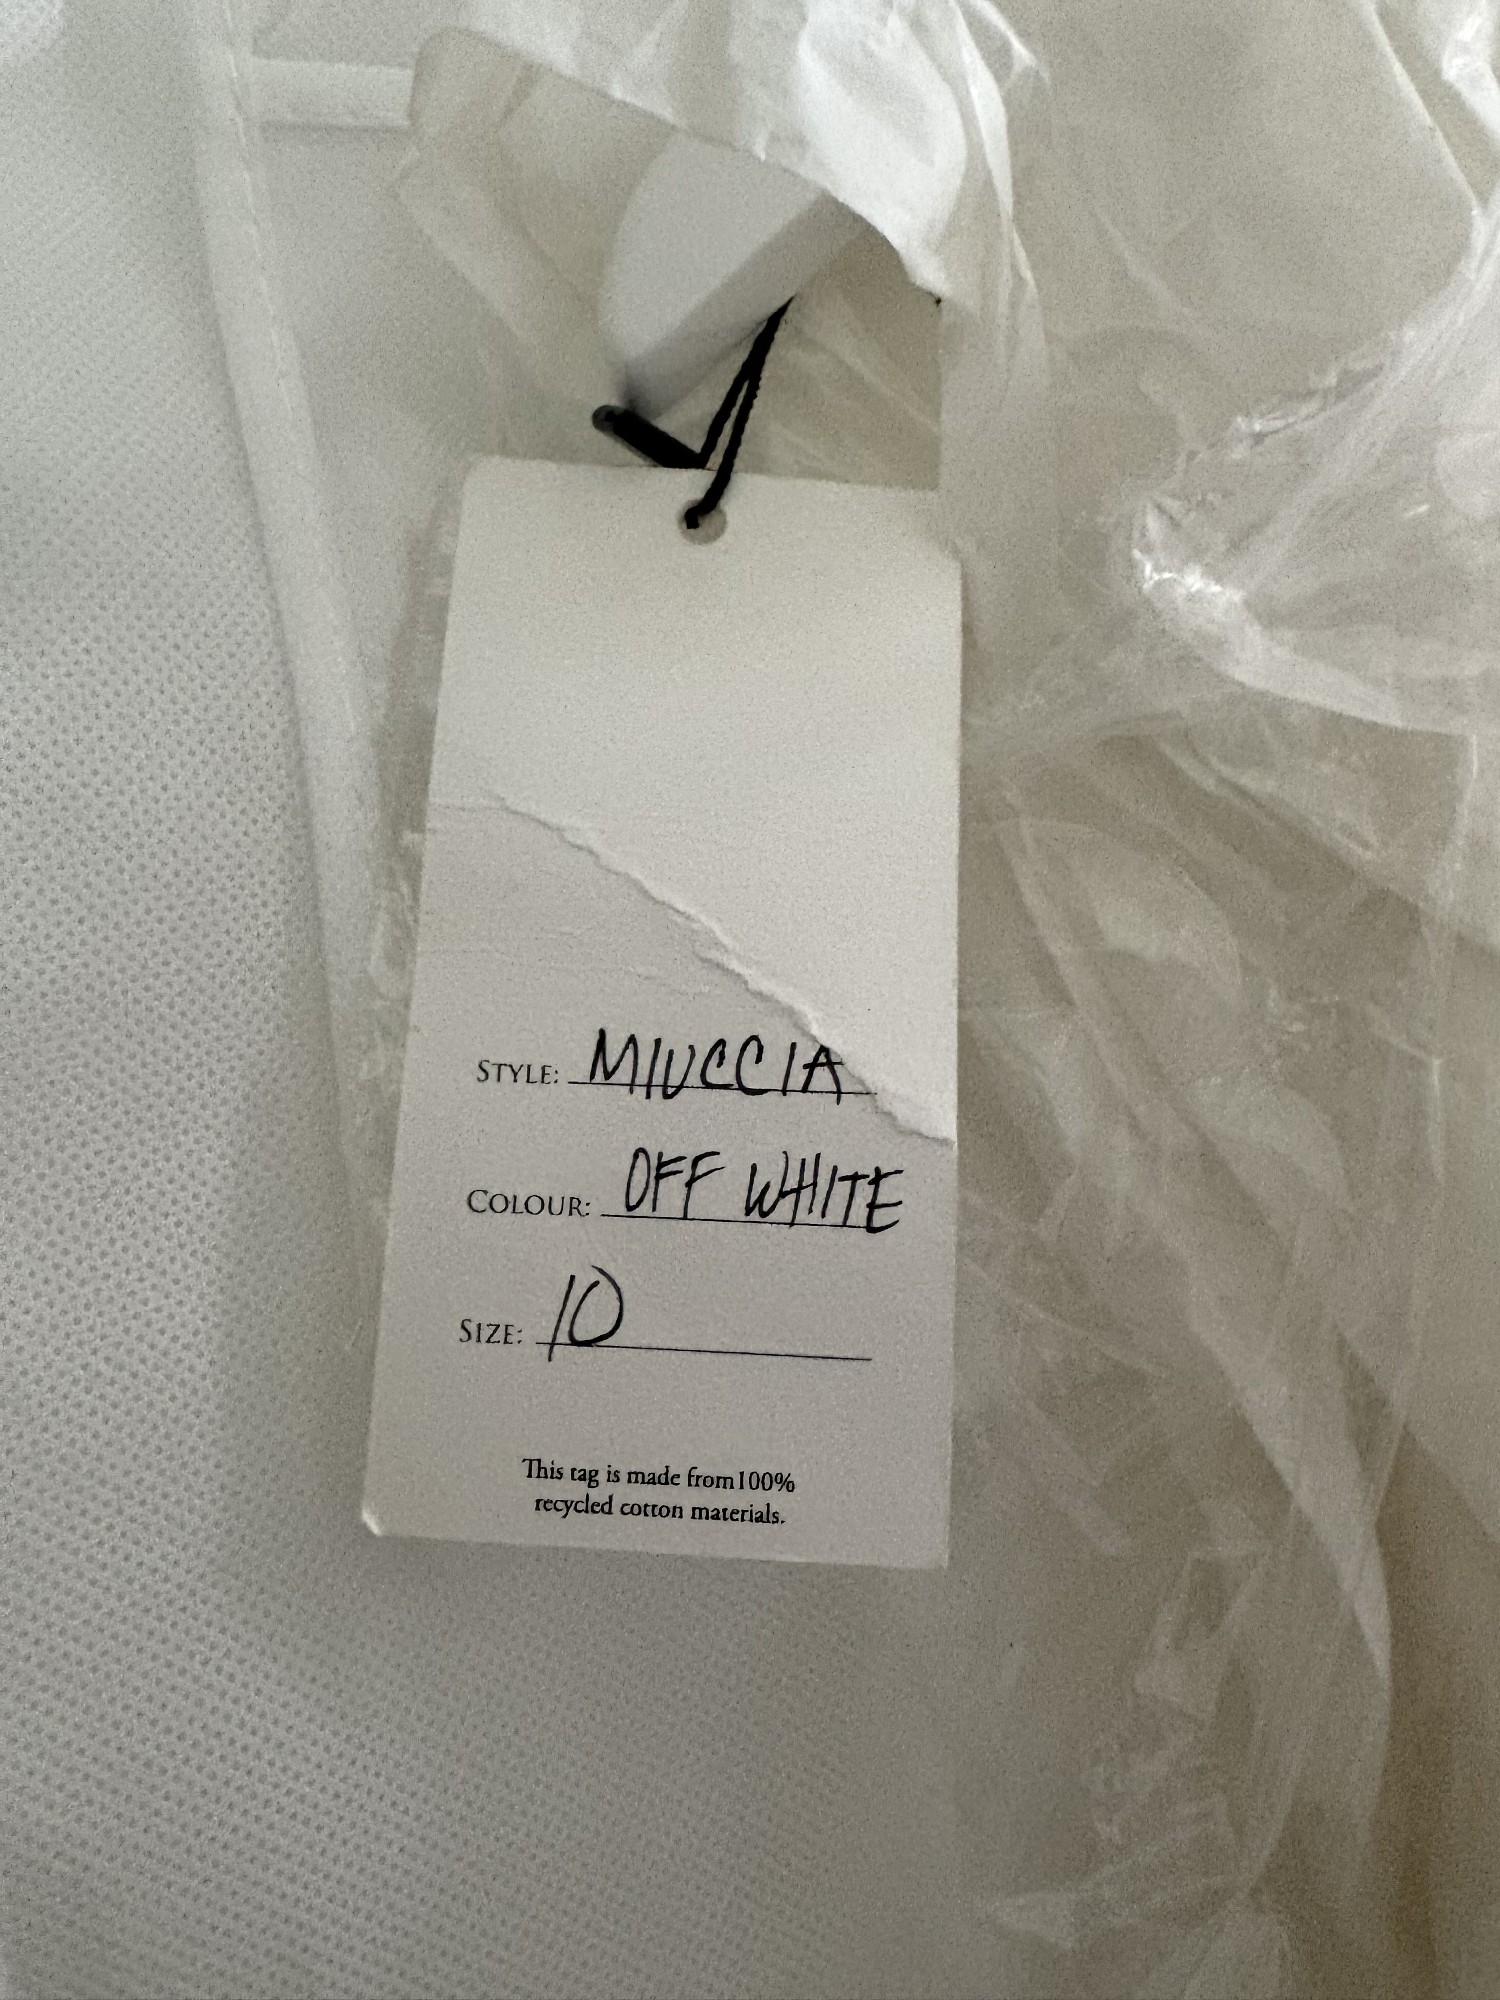 STYLE: MIUCCIA
COLOUR: OFF WHITE
SIZE: 10
This tag is made from100%
recycled cotton materials.